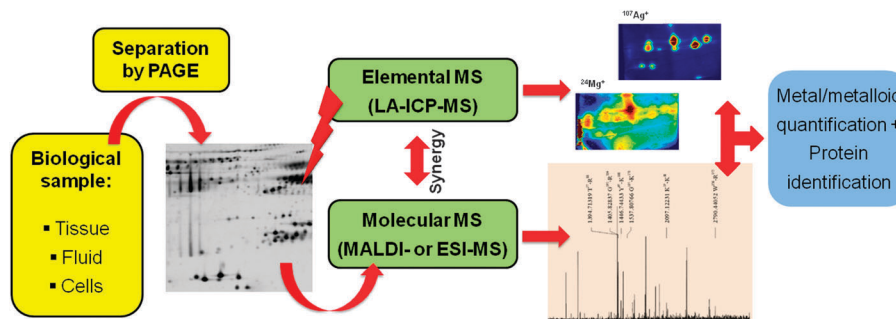 Separation
by PAGE
Biological
sample:
▪ Tissue
▪ Fluid
▪ Cells
Elemental MS
(LA-ICP-MS)
Synergy
Molecular MS
(MALDI- or ESI-MS)
¹⁰⁷Ag⁺
²⁴Mg⁺
Metal/metalloid
quantification +
Protein
identification